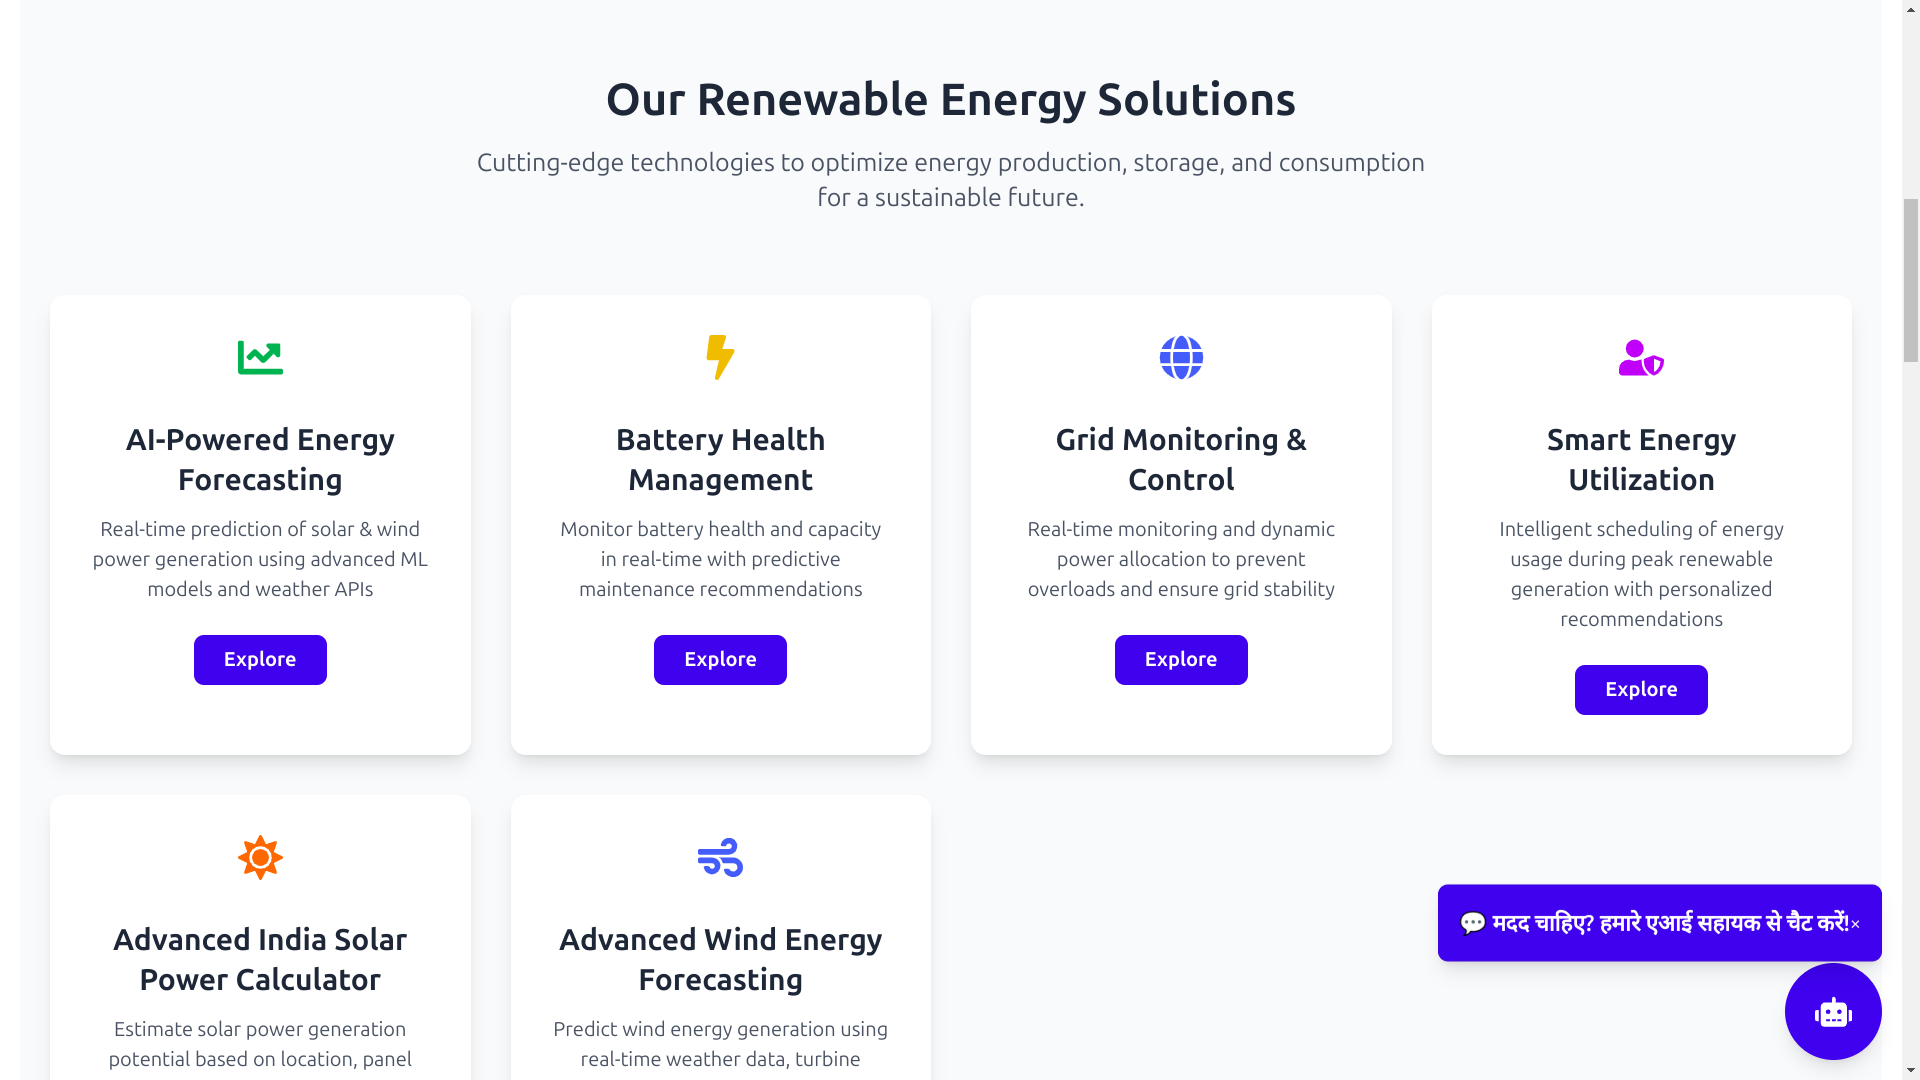 Our Renewable Energy Solutions
Cutting-edge technologies to optimize energy production, storage, and consumption
for a sustainable future.
AI-Powered Energy
Forecasting
Real-time prediction of solar & wind
power generation using advanced ML
models and weather APIs
Explore
Battery Health
Management
Monitor battery health and capacity
in real-time with predictive
maintenance recommendations
Explore
Grid Monitoring &
Control
Real-time monitoring and dynamic
power allocation to prevent
overloads and ensure grid stability
Explore
Smart Energy
Utilization
Intelligent scheduling of energy
usage during peak renewable
generation with personalized
recommendations
Explore
Advanced India Solar
Power Calculator
Estimate solar power generation
potential based on location, panel
Advanced Wind Energy
Forecasting
Predict wind energy generation using
real-time weather data, turbine
💬 मदद चाहिए? हमारे एआई सहायक से चैट करें!×